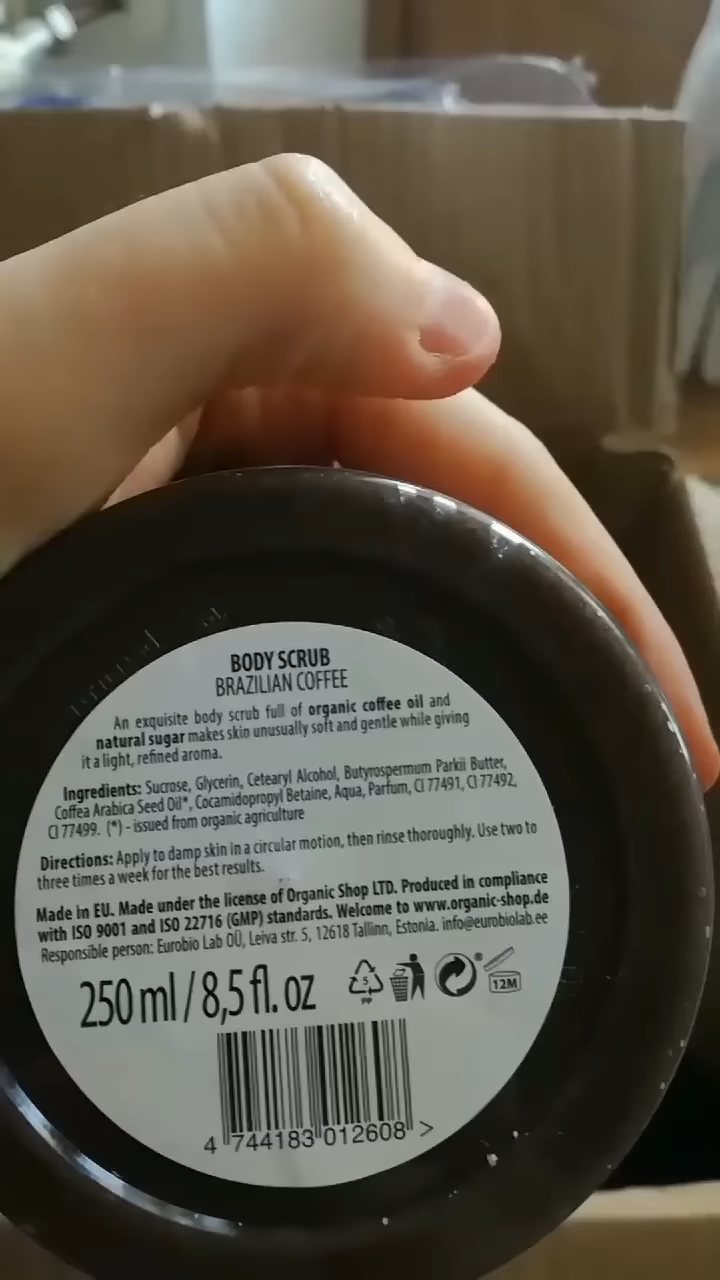 BODY SCRUB
BRAZILIAN COFFEE
An exquisite body scrub full of organic coffee oil and
natural sugar makes skin unusually soft and gentle while giving
it a light, refined aroma.
Ingredients: Sucrose, Glycerin, Cetearyl Alcohol, Butyrospermum Parkii Butter,
Coffea Arabica Seed Oil*, Cocamidopropyl Betaine, Aqua, Parfum, CI 77491, CI 77492,
CI 77499. (*) - issued from organic agriculture
Directions: Apply to damp skin in a circular motion, then rinse thoroughly. Use two to
three times a week for the best results.
Made in EU. Made under the license of Organic Shop LTD. Produced in compliance
with ISO 9001 and ISO 22716 (GMP) standards. Welcome to www.organic-shop.de
Responsible person: Eurobio Lab OÜ, Leiva str. 5, 12618 Tallinn, Estonia. info@eurobiolab.ee
250 ml / 8,5 fl. oz
5
PP
®
12M
4 744183 012608 >